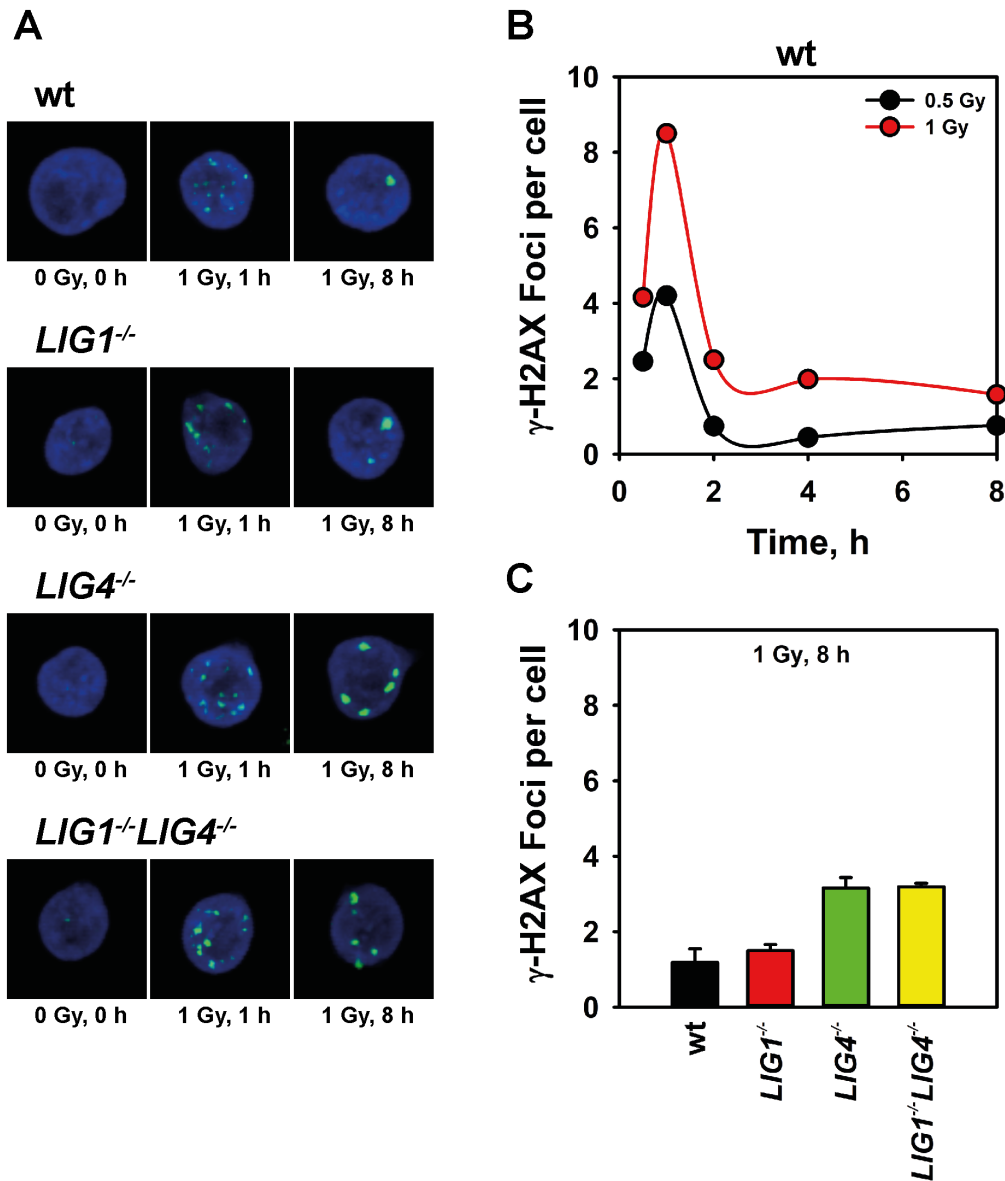 A
wt
0 Gy, 0 h 1 Gy, 1 h 1 Gy, 8 h
LIG1-/-
0 Gy, 0 h 1 Gy, 1 h 1 Gy, 8 h
LIG4-/-
0 Gy, 0 h 1 Gy, 1 h 1 Gy, 8 h
LIG1-/-LIG4-/-
0 Gy, 0 h 1 Gy, 1 h 1 Gy, 8 h
B
wt
0.5 Gy
1 Gy
γ-H2AX Foci per cell
10
8
6
4
2
0
0 2 4 6 8
Time, h
C
1 Gy, 8 h
γ-H2AX Foci per cell
10
8
6
4
2
0
wt
LIG1-/-
LIG4-/-
LIG1-/-LIG4-/-